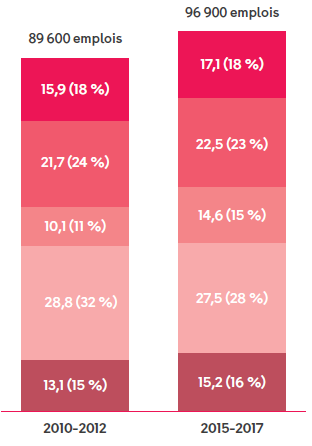 96 900 emplois
89 600 emplois
17,1 (18 %)
15,9 (18 %)
22,5 (23 %)
21,7 (24 %)
14,6 (15 %)
10,1 (11 %)
27,5 (28 %)
28,8 (32 %)
15,2 (16 %)
13,1 (15 %)
2010-2012
2015-2017